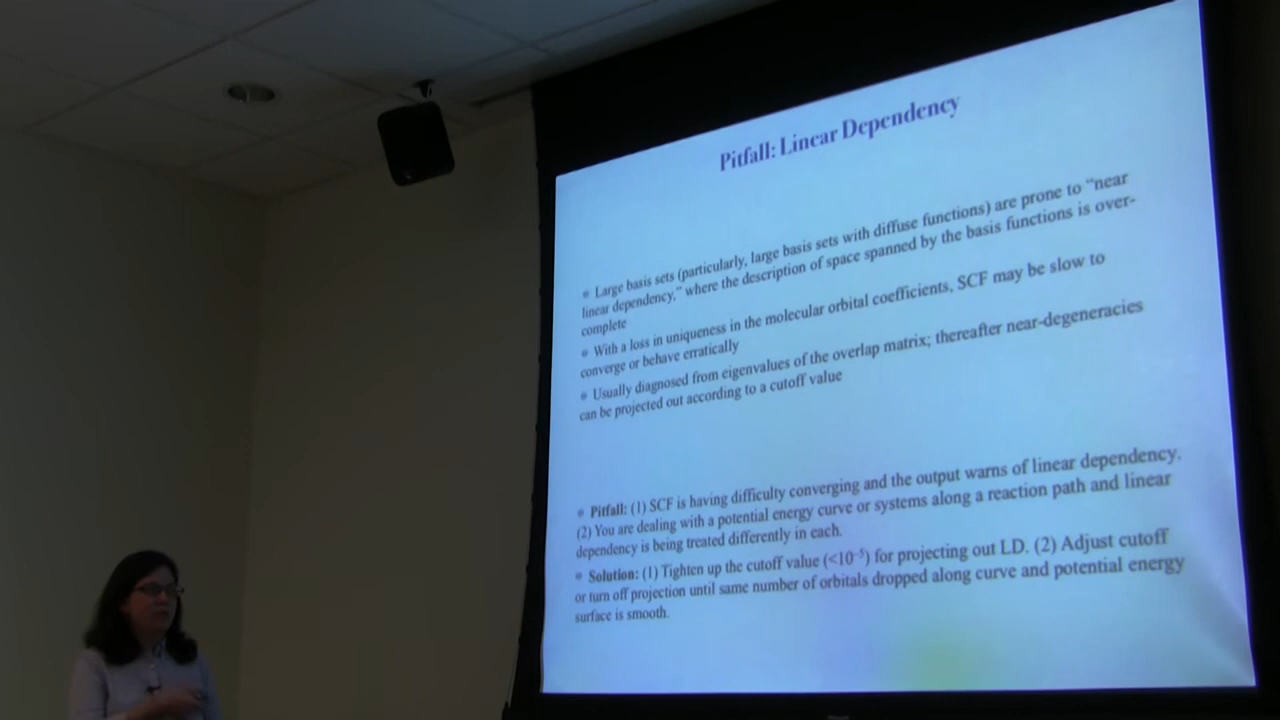 Pitfall: Linear Dependency
Large basis sets (particularly, large basis sets with diffuse functions) are prone to “near
linear dependency,” where the description of space spanned by the basis functions is over-
complete
With a loss in uniqueness in the molecular orbital coefficients, SCF may be slow to
converge or behave erratically
Usually diagnosed from eigenvalues of the overlap matrix; thereafter near-degeneracies
can be projected out according to a cutoff value
Pitfall: (1) SCF is having difficulty converging and the output warns of linear dependency.
(2) You are dealing with a potential energy curve or systems along a reaction path and linear
dependency is being treated differently in each.
Solution: (1) Tighten up the cutoff value (<10⁻⁵) for projecting out LD. (2) Adjust cutoff
or turn off projection until same number of orbitals dropped along curve and potential energy
surface is smooth.